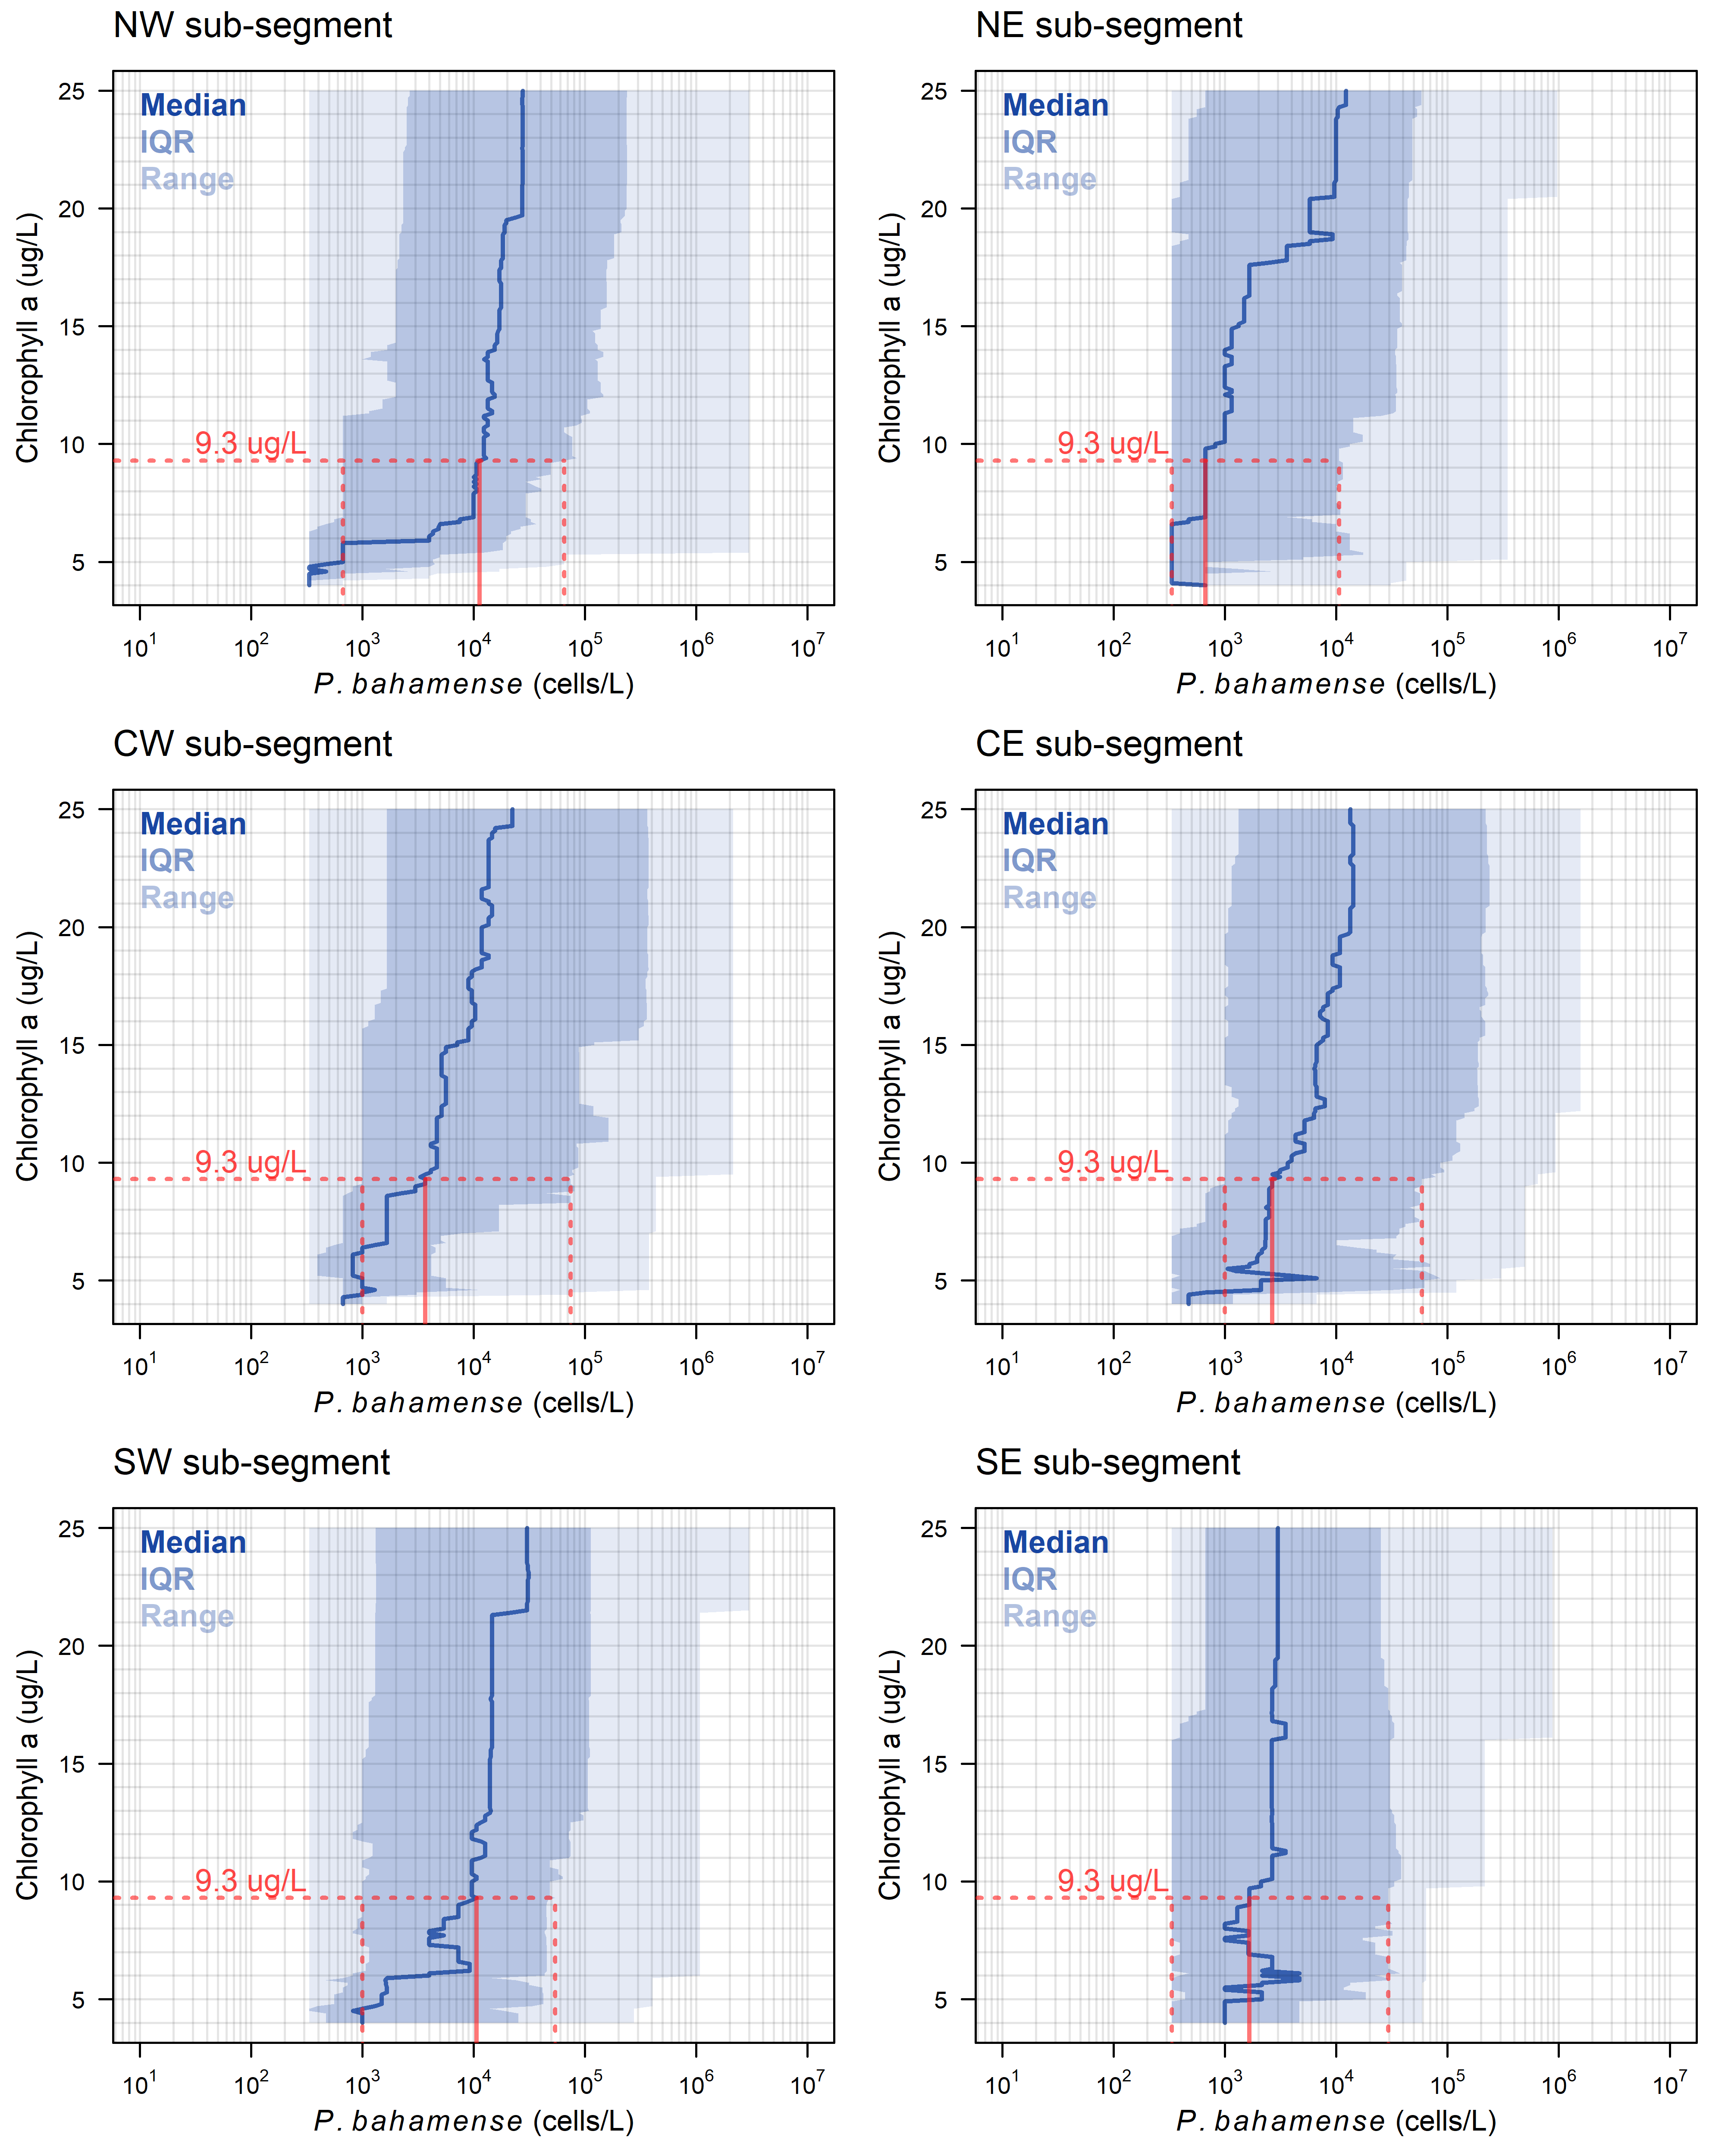 NW sub-segment
25
20
15
10
5
Chlorophyll a (ug/L)
Median
IQR
Range
9.3 ug/L
10¹ 10² 10³ 10⁴ 10⁵ 10⁶ 10⁷
P. bahamense (cells/L)
NE sub-segment
25
20
15
10
5
Chlorophyll a (ug/L)
Median
IQR
Range
9.3 ug/L
10¹ 10² 10³ 10⁴ 10⁵ 10⁶ 10⁷
P. bahamense (cells/L)
CW sub-segment
25
20
15
10
5
Chlorophyll a (ug/L)
Median
IQR
Range
9.3 ug/L
10¹ 10² 10³ 10⁴ 10⁵ 10⁶ 10⁷
P. bahamense (cells/L)
CE sub-segment
25
20
15
10
5
Chlorophyll a (ug/L)
Median
IQR
Range
9.3 ug/L
10¹ 10² 10³ 10⁴ 10⁵ 10⁶ 10⁷
P. bahamense (cells/L)
SW sub-segment
25
20
15
10
5
Chlorophyll a (ug/L)
Median
IQR
Range
9.3 ug/L
10¹ 10² 10³ 10⁴ 10⁵ 10⁶ 10⁷
P. bahamense (cells/L)
SE sub-segment
25
20
15
10
5
Chlorophyll a (ug/L)
Median
IQR
Range
9.3 ug/L
10¹ 10² 10³ 10⁴ 10⁵ 10⁶ 10⁷
P. bahamense (cells/L)